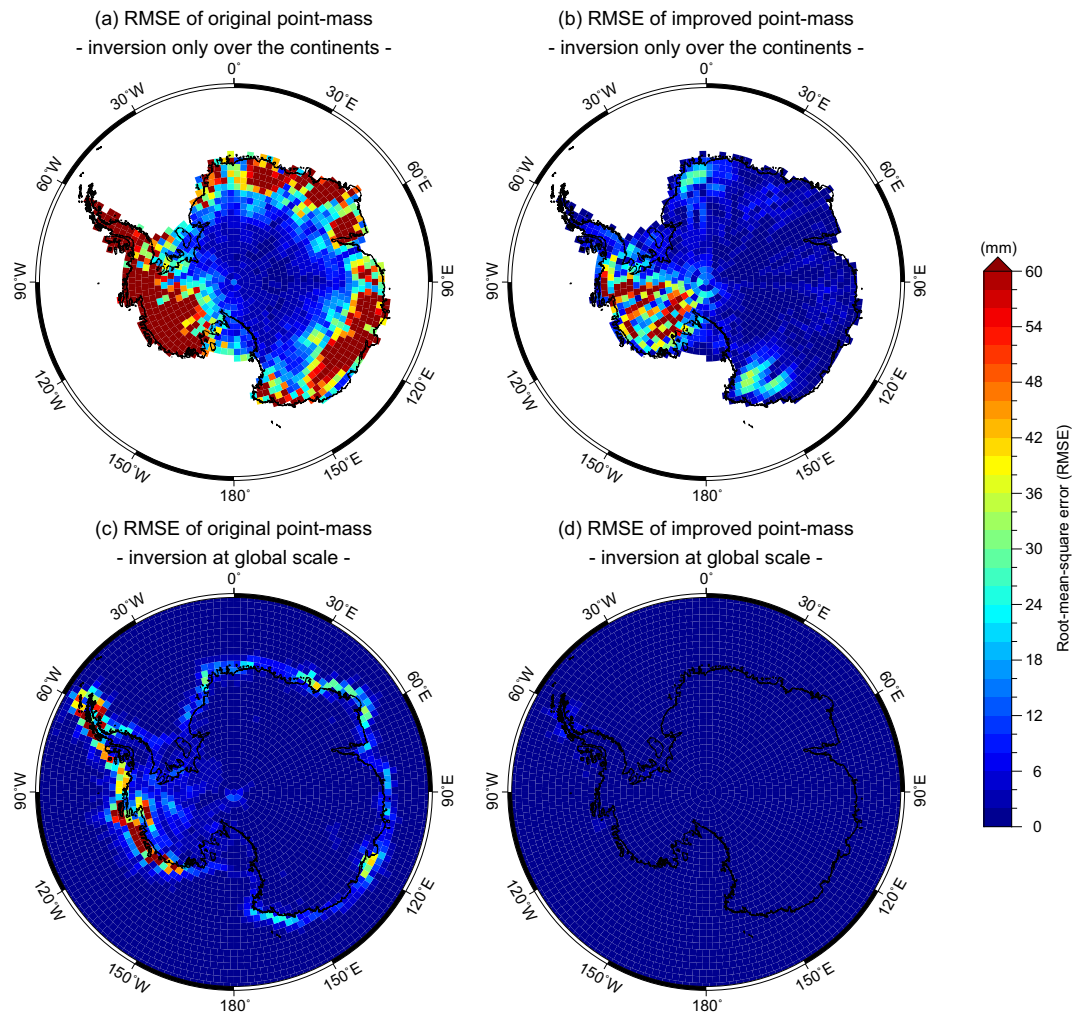 (a) RMSE of original point-mass
- inversion only over the continents -
0˚
30˚E
60˚E
90˚E
120˚E
150˚E
180˚
150˚W
120˚W
90˚W
60˚W
30˚W
(b) RMSE of improved point-mass
- inversion only over the continents -
0˚
30˚E
60˚E
90˚E
120˚E
150˚E
180˚
150˚W
120˚W
90˚W
60˚W
30˚W
(c) RMSE of original point-mass
- inversion at global scale -
0˚
30˚E
60˚E
90˚E
120˚E
150˚E
180˚
150˚W
120˚W
90˚W
60˚W
30˚W
(d) RMSE of improved point-mass
- inversion at global scale -
0˚
30˚E
60˚E
90˚E
120˚E
150˚E
180˚
150˚W
120˚W
90˚W
60˚W
30˚W
(mm)
60
54
48
42
36
30
24
18
12
6
0
Root-mean-square error (RMSE)